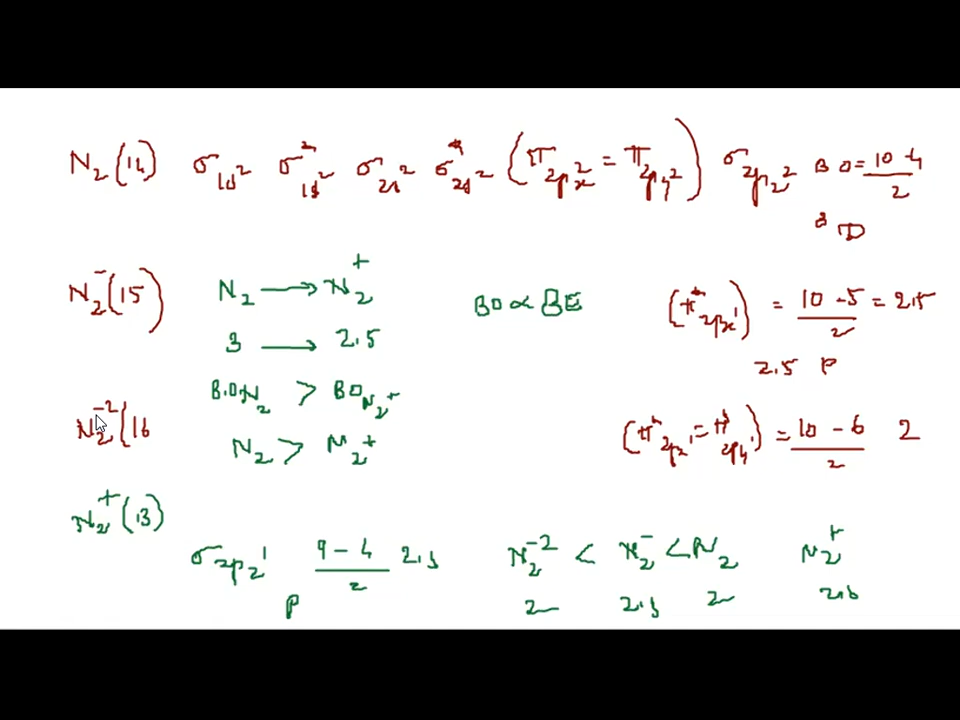 N₂(14) σ1s² σ*1s² σ2s² σ*2s² (π2px² = π2py²) σ2pz² BO = 10-4/2
3 D
N₂⁻(15) N₂ → N₂⁺ BO ∝ BE (π*2px¹) = 10-5/2 = 2.5
3 → 2.5 2.5 P
B.O N₂ > BO N₂⁺
N₂⁻²(16 N₂ > N₂⁺ (π*2px¹ = π*2py¹) = 10-6/2 2
N₂⁺(13)
σ2pz¹ 9-4/2 2.5 N₂⁻² < N₂⁻ < N₂ N₂⁺
P 2 2.5 2 2.5